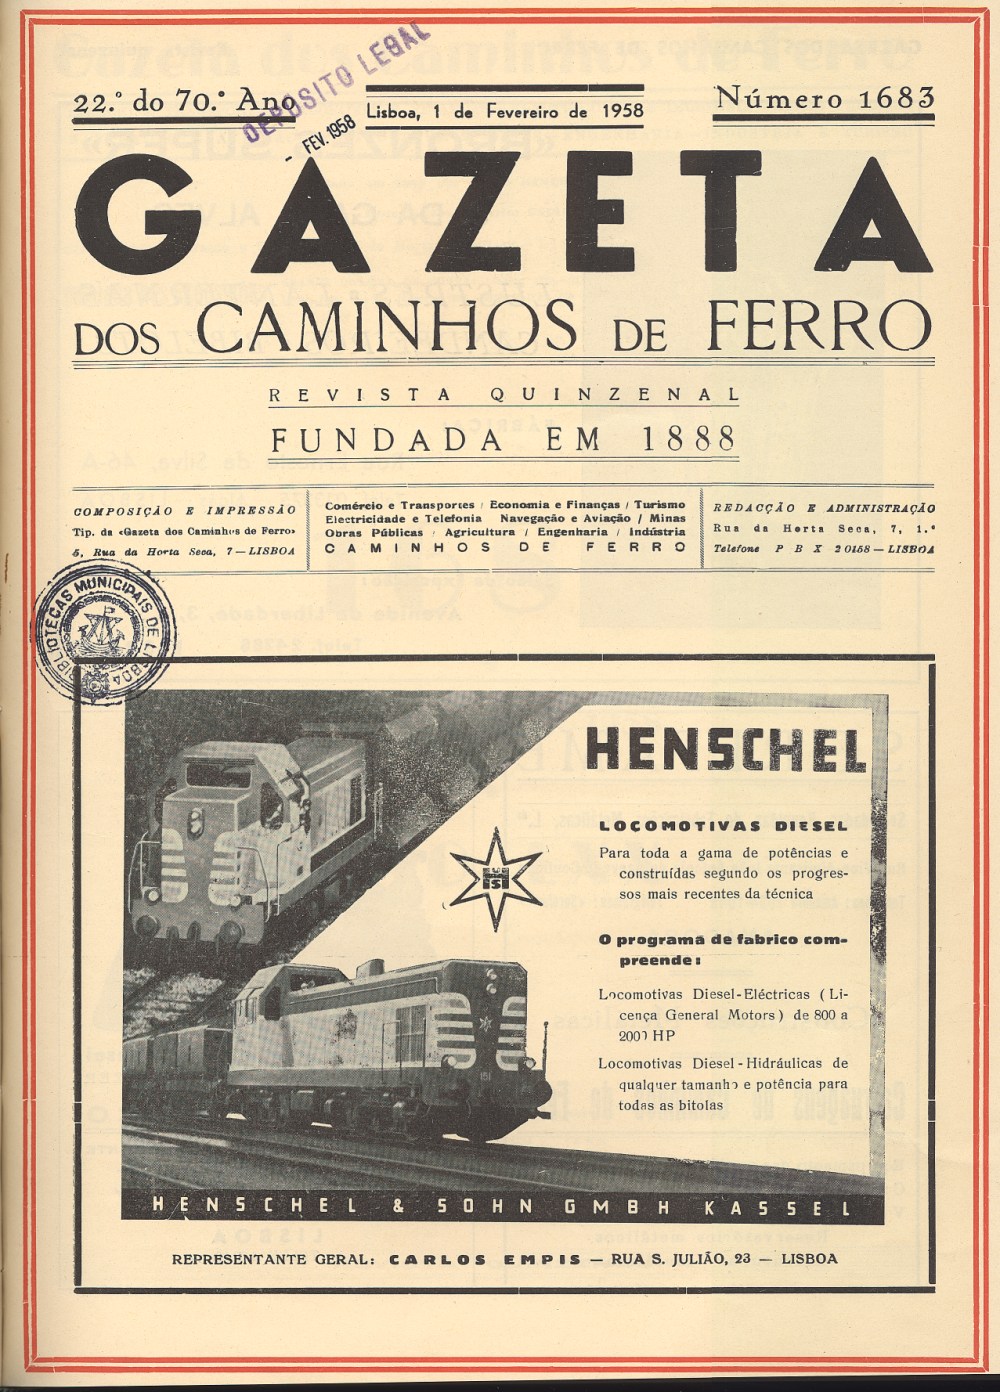 22.º do 70.º Ano
Lisboa, 1 de Fevereiro de 1958
Número 1683
DEPÓSITO LEGAL
- FEV. 1958
GAZETA
DOS CAMINHOS DE FERRO
REVISTA QUINZENAL
FUNDADA EM 1888
COMPOSIÇÃO E IMPRESSÃO
Tip. da «Gazeta dos Caminhos de Ferro»
5, Rua da Horta Seca, 7 — LISBOA
Comércio e Transportes / Economia e Finanças / Turismo
Electricidade e Telefonia Navegação e Aviação / Minas
Obras Públicas / Agricultura / Engenharia / Indústria
CAMINHOS DE FERRO
REDACÇÃO E ADMINISTRAÇÃO
Rua da Horta Seca, 7, 1.º
Telefone P B X 20158 — LISBOA
BIBLIOTECAS MUNICIPAIS DE LISBOA
HENSCHEL
LOCOMOTIVAS DIESEL
Para toda a gama de potências e
construídas segundo os progres-
sos mais recentes da técnica
O programa de fabrico com-
preende:
Locomotivas Diesel-Eléctricas (Li-
cença General Motors) de 800 a
2000 HP
Locomotivas Diesel-Hidráulicas de
qualquer tamanho e potência para
todas as bitolas
151
HENSCHEL & SOHN GMBH KASSEL
REPRESENTANTE GERAL: CARLOS EMPIS — RUA S. JULIÃO, 23 — LISBOA